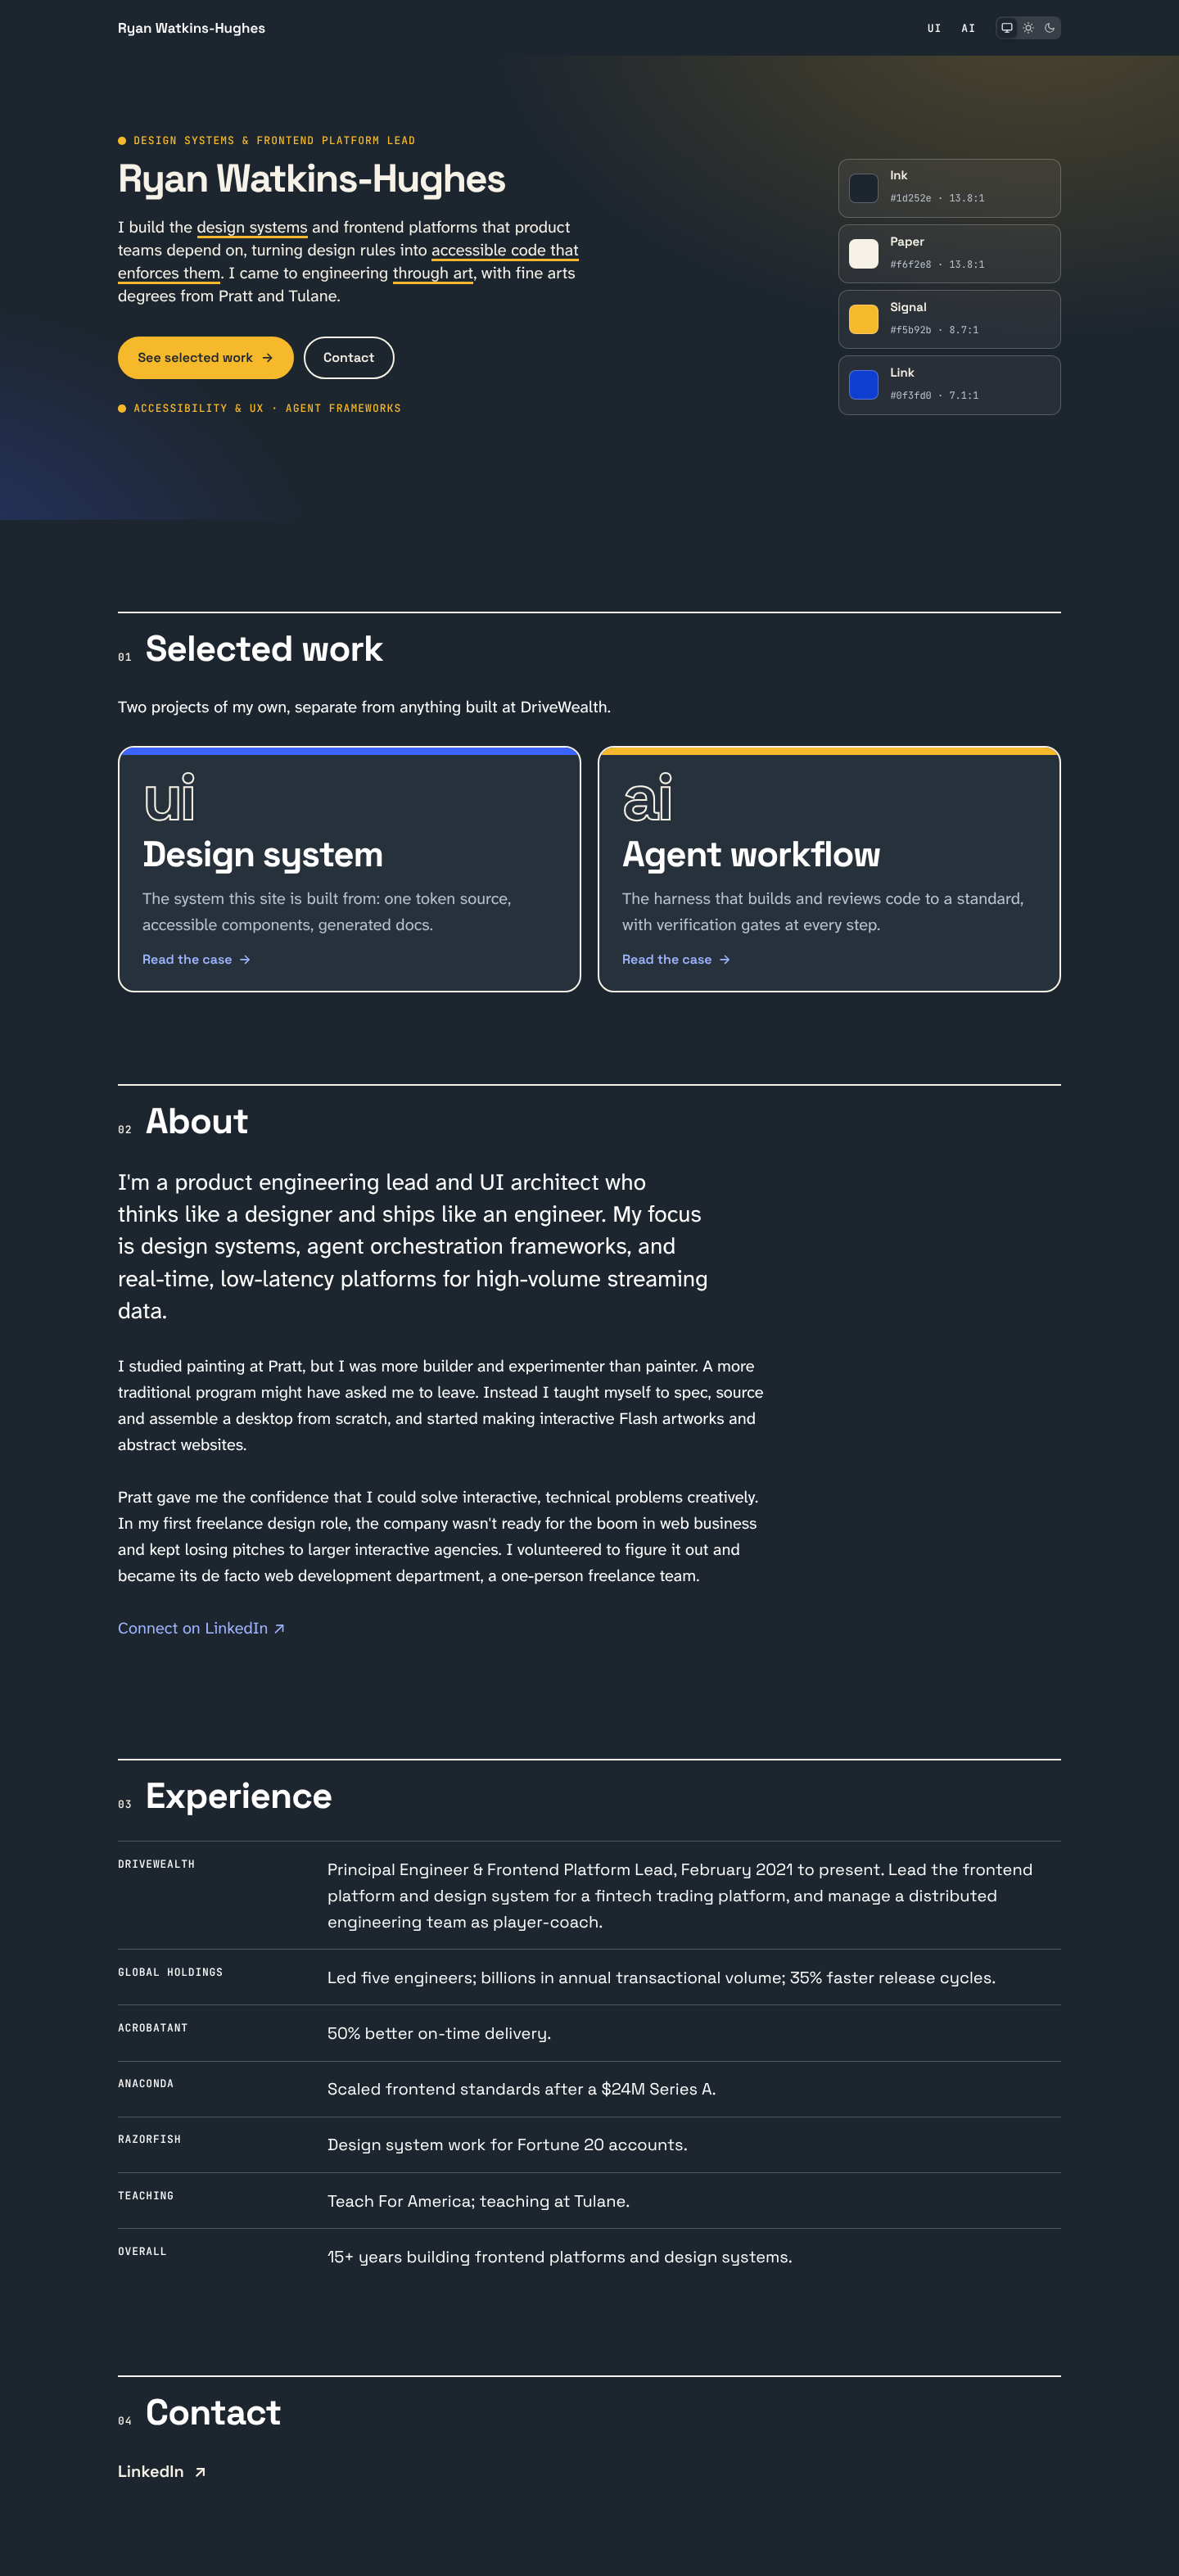 Ryan Watkins-Hughes
UI AI
DESIGN SYSTEMS & FRONTEND PLATFORM LEAD
Ryan Watkins-Hughes
I build the design systems and frontend platforms that product
teams depend on, turning design rules into accessible code that
enforces them. I came to engineering through art, with fine arts
degrees from Pratt and Tulane.
See selected work →
Contact
ACCESSIBILITY & UX · AGENT FRAMEWORKS
Ink
#1d252e · 13.8:1
Paper
#f6f2e8 · 13.8:1
Signal
#f5b92b · 8.7:1
Link
#0f3fd0 · 7.1:1
01 Selected work
Two projects of my own, separate from anything built at DriveWealth.
ui
Design system
The system this site is built from: one token source,
accessible components, generated docs.
Read the case →
ai
Agent workflow
The harness that builds and reviews code to a standard,
with verification gates at every step.
Read the case →
02 About
I'm a product engineering lead and UI architect who
thinks like a designer and ships like an engineer. My focus
is design systems, agent orchestration frameworks, and
real-time, low-latency platforms for high-volume streaming
data.
I studied painting at Pratt, but I was more builder and experimenter than painter. A more
traditional program might have asked me to leave. Instead I taught myself to spec, source
and assemble a desktop from scratch, and started making interactive Flash artworks and
abstract websites.
Pratt gave me the confidence that I could solve interactive, technical problems creatively.
In my first freelance design role, the company wasn't ready for the boom in web business
and kept losing pitches to larger interactive agencies. I volunteered to figure it out and
became its de facto web development department, a one-person freelance team.
Connect on LinkedIn ↗
03 Experience
DRIVEWEALTH
Principal Engineer & Frontend Platform Lead, February 2021 to present. Lead the frontend
platform and design system for a fintech trading platform, and manage a distributed
engineering team as player-coach.
GLOBAL HOLDINGS
Led five engineers; billions in annual transactional volume; 35% faster release cycles.
ACROBATANT
50% better on-time delivery.
ANACONDA
Scaled frontend standards after a $24M Series A.
RAZORFISH
Design system work for Fortune 20 accounts.
TEACHING
Teach For America; teaching at Tulane.
OVERALL
15+ years building frontend platforms and design systems.
04 Contact
LinkedIn ↗